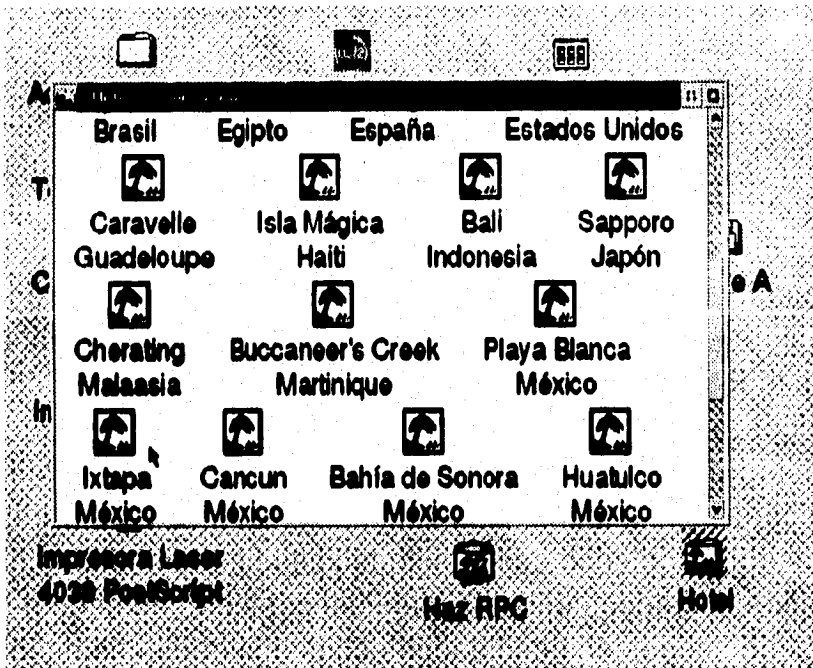 Brasil Egipto España Estados Unidos
Caravelle Isla Mágica Bali Sapporo
Guadeloupe Haiti Indonesia Japón
C e A
Cherating Buccaneer's Creek Playa Blanca
Malaasia Martinique México
In
Ixtapa Cancun Bahía de Sonora Huatulco
México México México México
Impresora Laser
4039 PostScript Haz RPC Hotel